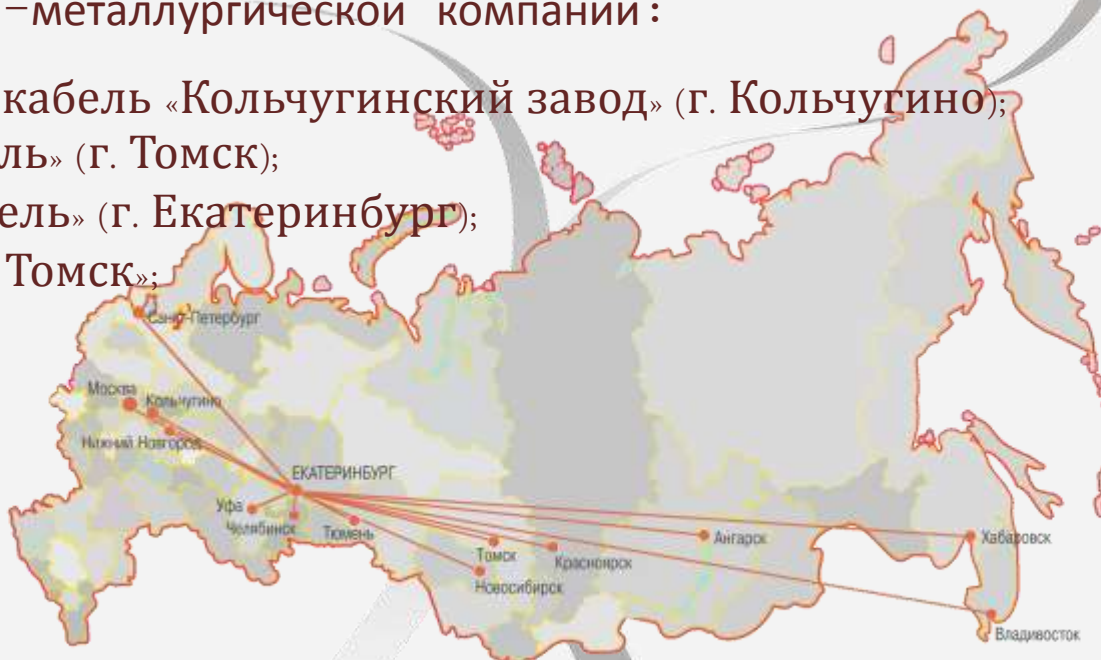 –металлургической компании:
кабель «Кольчугинский завод» (г. Кольчугино);
ль» (г. Томск);
ель» (г. Екатеринбург);
Томск»;
Санкт-Петербург
Москва
Кольчугино
Нижний Новгород
ЕКАТЕРИНБУРГ
Уфа
Челябинск
Тюмень
Томск
Красноярск
Новосибирск
Ангарск
Хабаровск
Владивосток